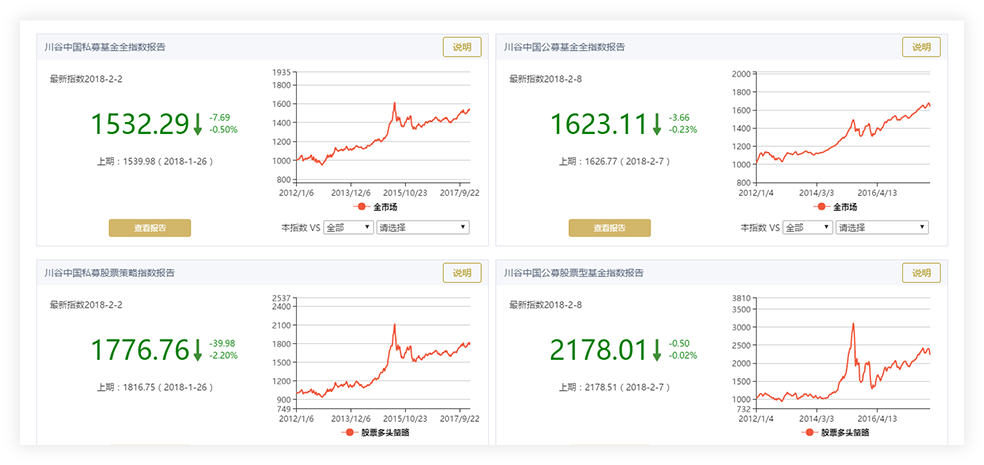 川谷中国私募基金全指数报告
说明
最新指数2018-2-2
1532.29
-7.69
-0.50%
上期：1539.98 ( 2018-1-26 )
查看报告
1935
1800
1600
1400
1200
1000
800
2012/1/6 2013/12/6 2015/10/23 2017/9/22
全市场
本指数 VS 全部 请选择
川谷中国公募基金全指数报告
说明
最新指数2018-2-8
1623.11
-3.66
-0.23%
上期：1626.77 ( 2018-2-7 )
查看报告
2000
1800
1600
1400
1200
1000
800
2012/1/4 2014/3/3 2016/4/13
全市场
本指数 VS 全部 请选择
川谷中国私募股票策略指数报告
说明
最新指数2018-2-2
1776.76
-39.98
-2.20%
上期：1816.75 ( 2018-1-26 )
2537
2400
2100
1800
1500
1200
900
749
2012/1/6 2013/12/6 2015/10/23 2017/9/22
股票多头策略
川谷中国公募股票型基金指数报告
说明
最新指数2018-2-8
2178.01
-0.50
-0.02%
上期：2178.51 ( 2018-2-7 )
3810
3500
3000
2500
2000
1500
1000
732
2012/1/4 2014/3/3 2016/4/13
股票多头策略